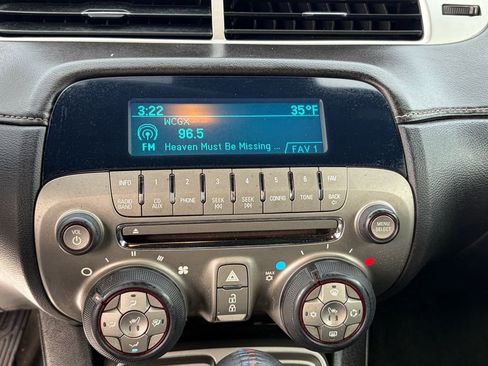 3:22 35°F
WCGX
96.5
FM Heaven Must Be Missing ... FAV 1
INFO 1 2 3 4 5 6 FAV
RADIO BAND CD AUX PHONE SEEK SEEK CONFIG TONE BACK
VOL
MENU SELECT
MAX